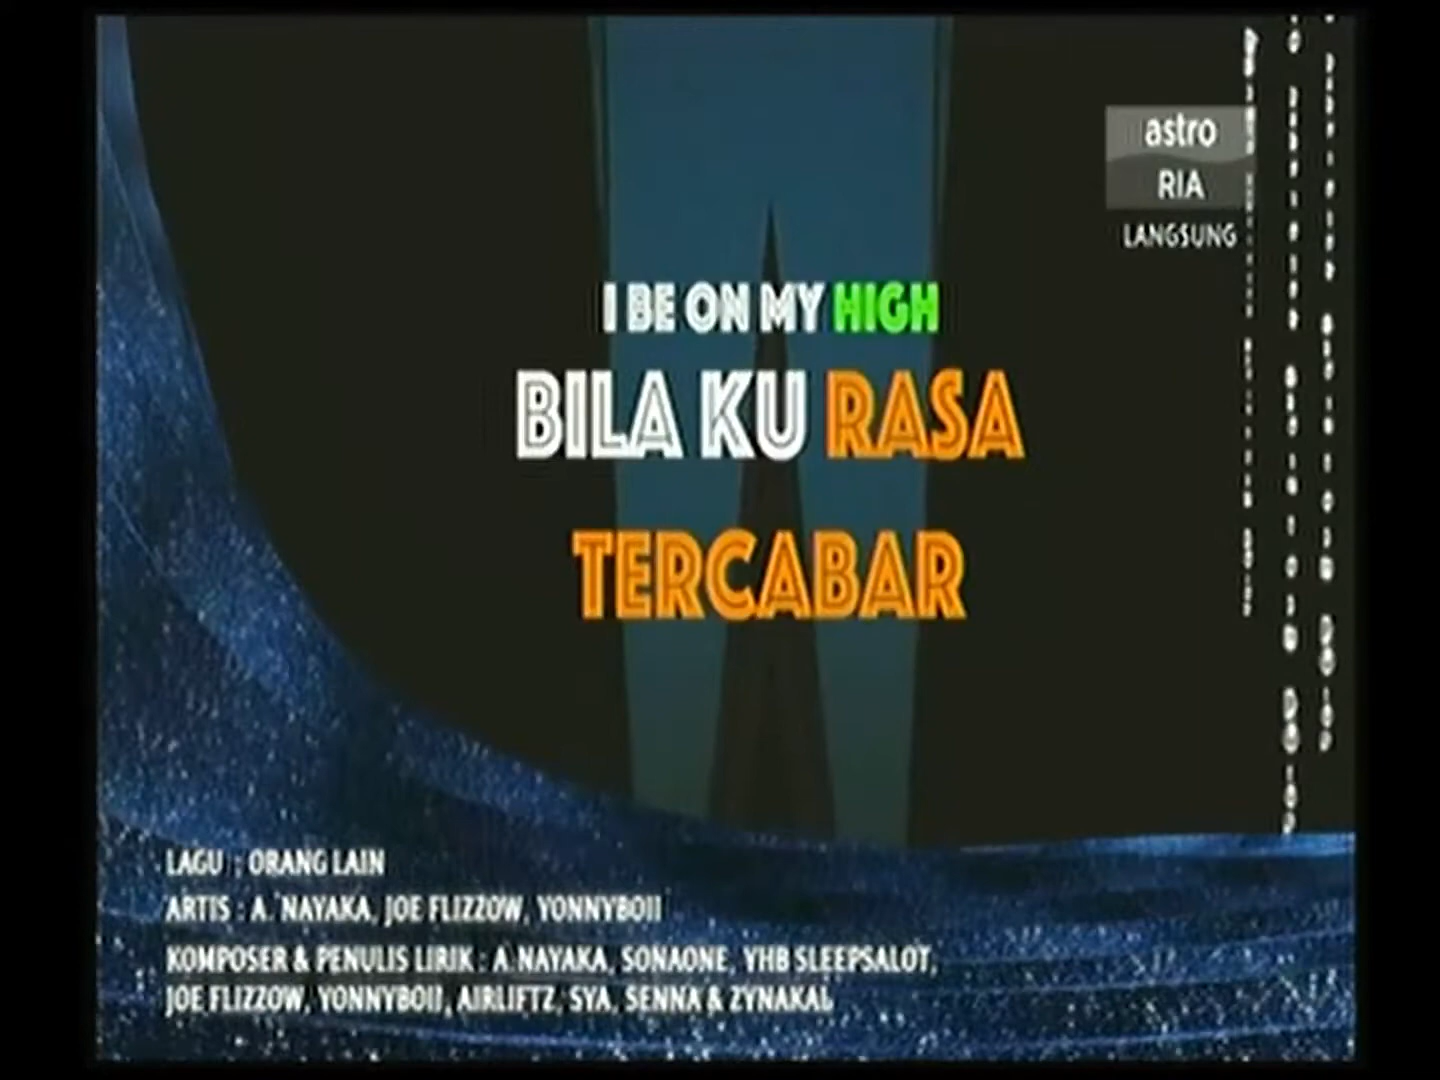 astro
RIA
LANGSUNG
I BE ON MY HIGH
BILA KU RASA
TERCABAR
LAGU : ORANG LAIN
ARTIS : A. NAYAKA, JOE FLIZZOW, YONNYBOII
KOMPOSER & PENULIS LIRIK : A NAYAKA, SONAONE, YHB SLEEPSALOT,
JOE FLIZZOW, YONNYBOII, AIRLIFTZ, SYA, SENNA & ZYNAKAL